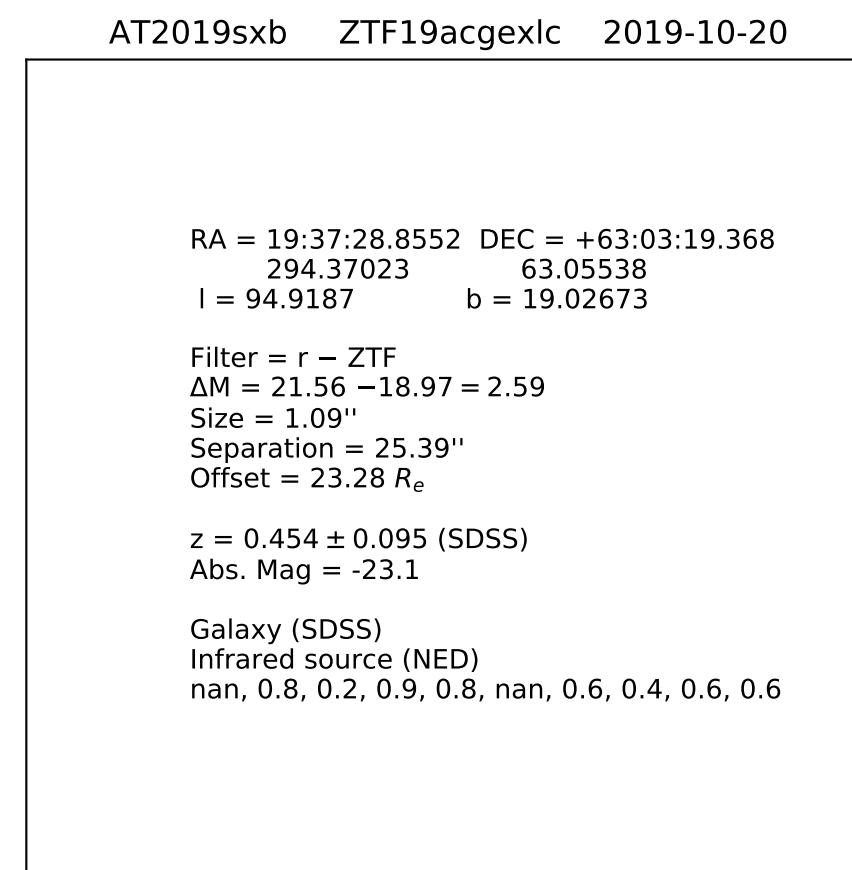 AT2019sxb ZTF19acgexlc 2019-10-20
RA = 19:37:28.8552 DEC = +63:03:19.368
294.37023 63.05538
l = 94.9187 b = 19.02673
Filter = r − ZTF
ΔM = 21.56 −18.97 = 2.59
Size = 1.09''
Separation = 25.39''
Offset = 23.28 Rₑ
z = 0.454 ± 0.095 (SDSS)
Abs. Mag = -23.1
Galaxy (SDSS)
Infrared source (NED)
nan, 0.8, 0.2, 0.9, 0.8, nan, 0.6, 0.4, 0.6, 0.6